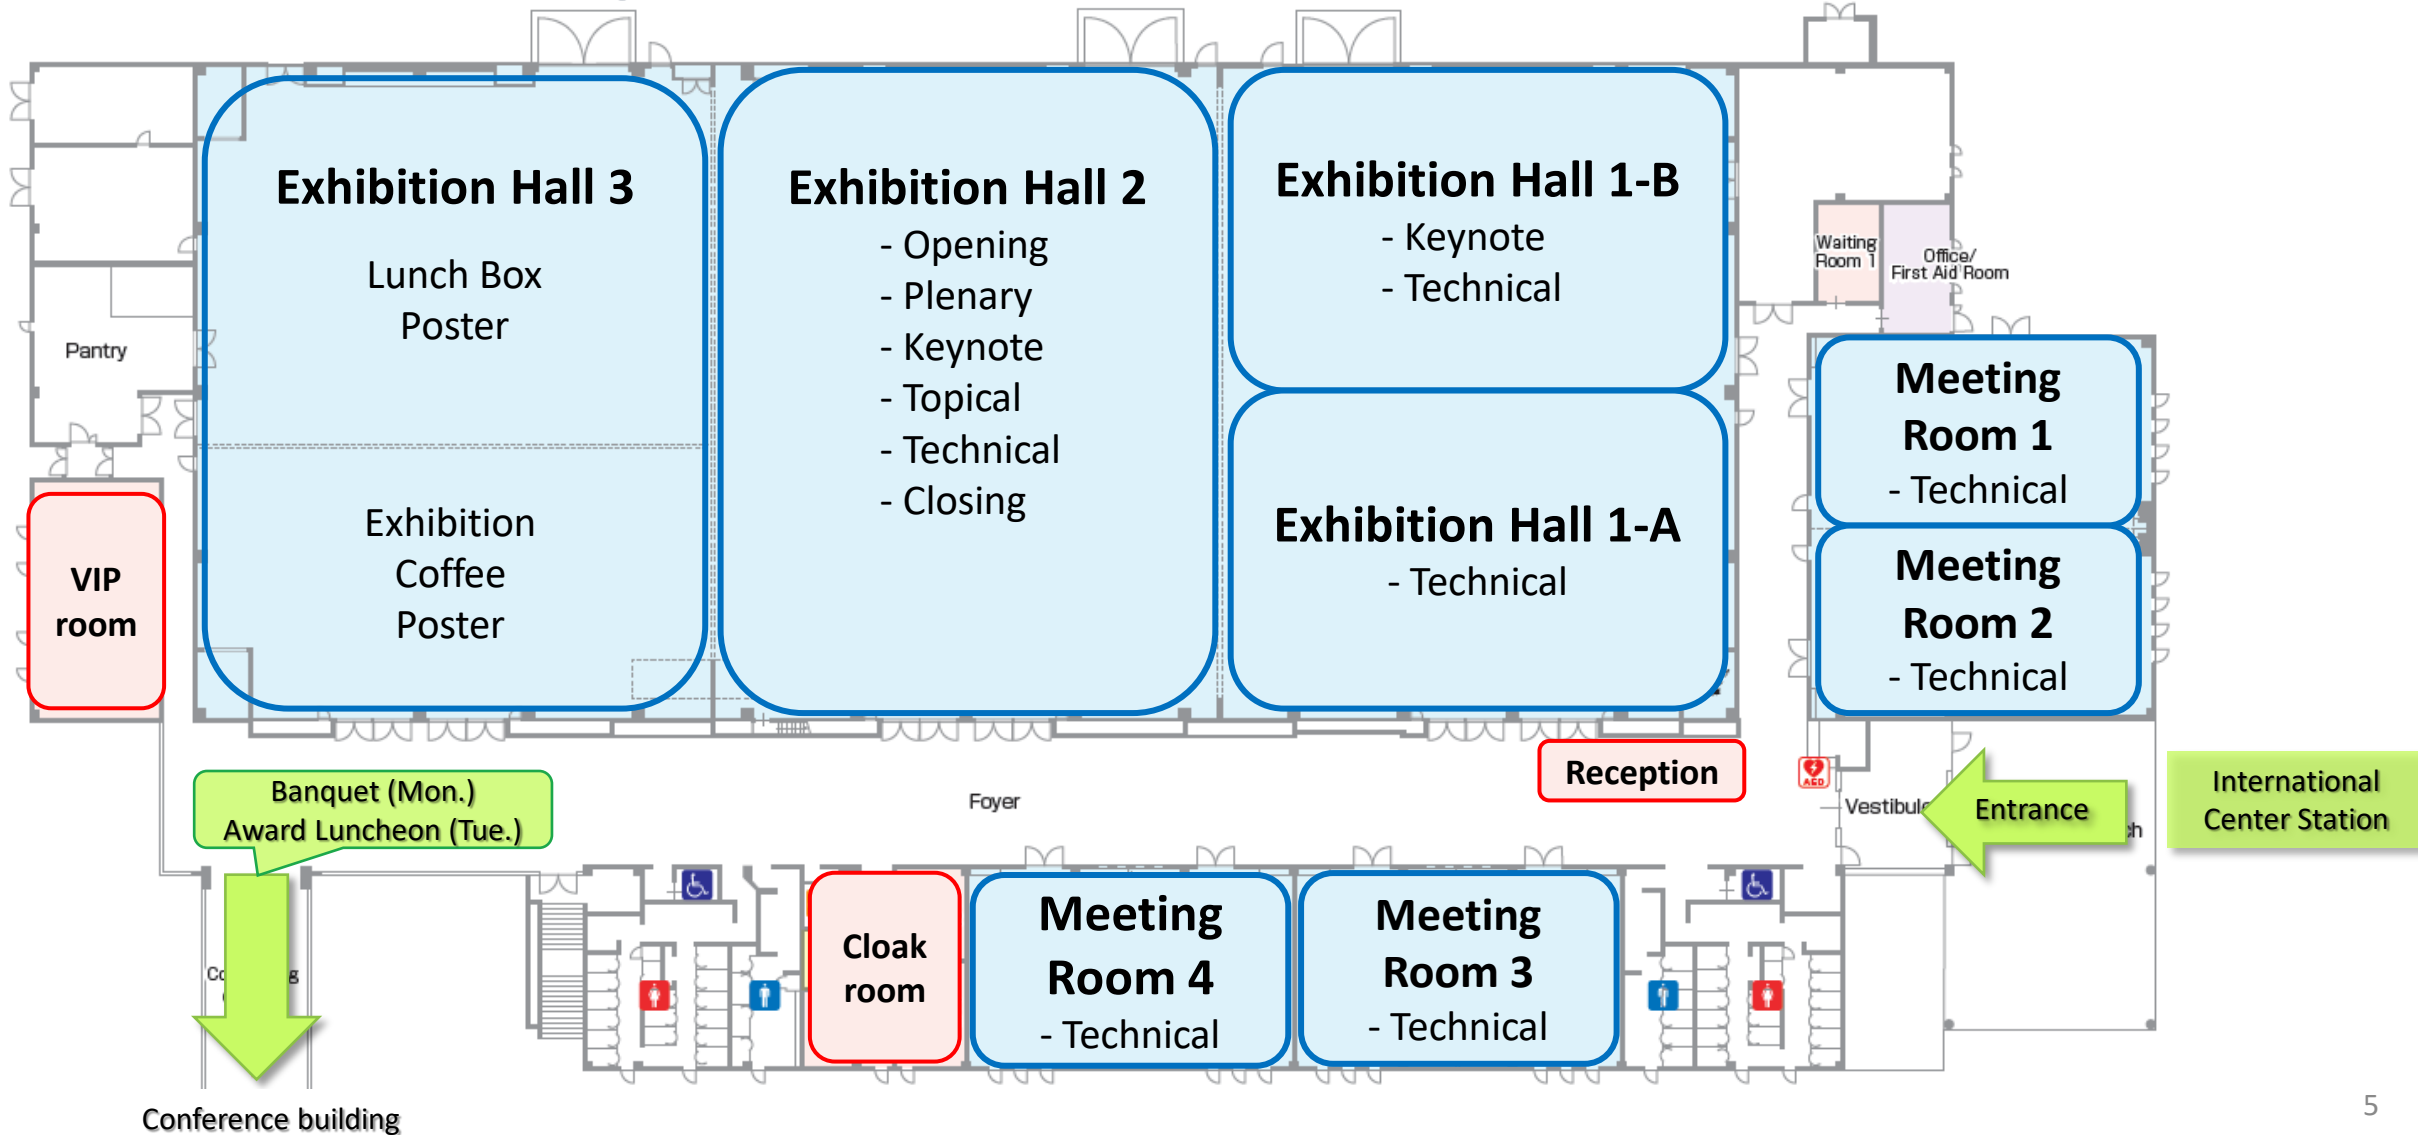 Exhibition Hall 3
Lunch Box
Poster
Exhibition
Coffee
Poster
Exhibition Hall 2
- Opening
- Plenary
- Keynote
- Topical
- Technical
- Closing
Exhibition Hall 1-B
- Keynote
- Technical
Exhibition Hall 1-A
- Technical
Waiting
Room 1
Office/
First Aid Room
Pantry
Meeting
Room 1
- Technical
Meeting
Room 2
- Technical
VIP
room
Reception
AED
Foyer
Vestibule
Entrance
International
Center Station
Banquet (Mon.)
Award Luncheon (Tue.)
Cloak
room
Meeting
Room 4
- Technical
Meeting
Room 3
- Technical
Conference building
5